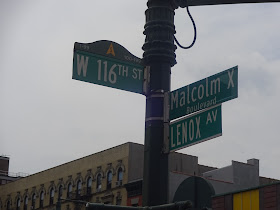 W 116TH ST
Malcolm X
Boulevard
LENOX AV